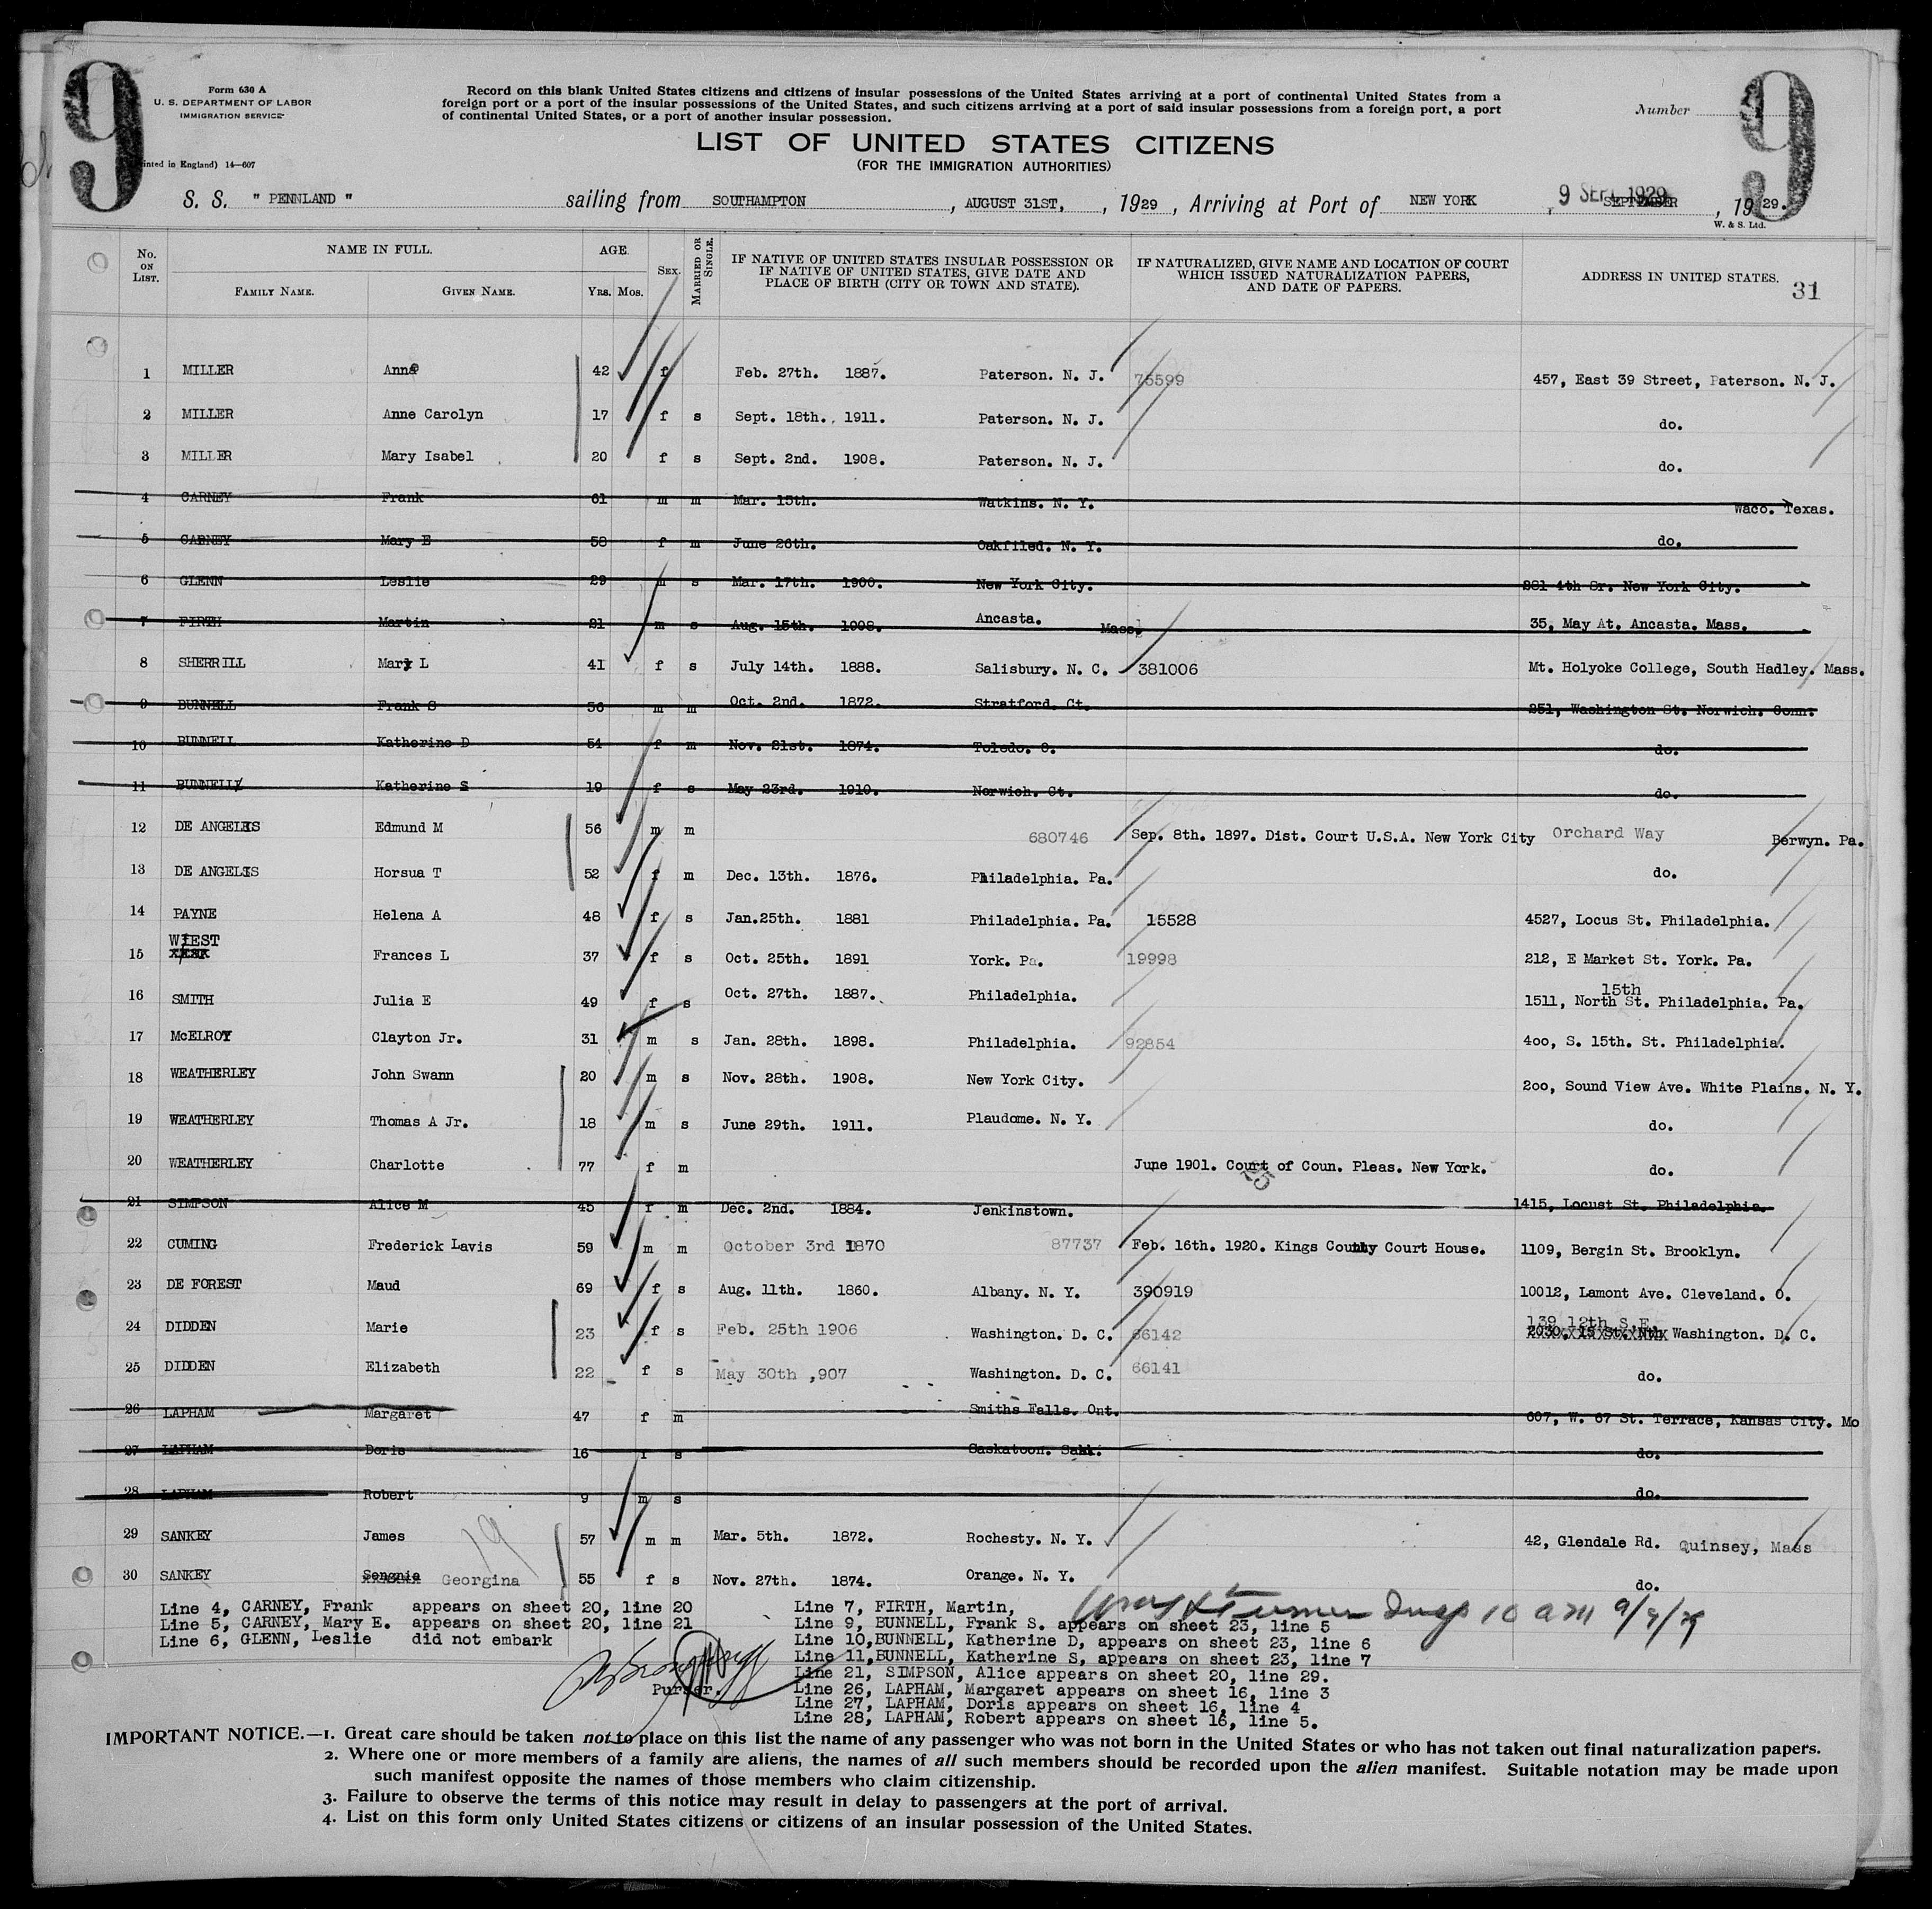 9
9
Form 630 A
U. S. DEPARTMENT OF LABOR
IMMIGRATION SERVICE
inted in England) 14—607
Record on this blank United States citizens and citizens of insular possessions of the United States arriving at a port of continental United States from a
foreign port or a port of the insular possessions of the United States, and such citizens arriving at a port of said insular possessions from a foreign port, a port
of continental United States, or a port of another insular possession.
Number
LIST OF UNITED STATES CITIZENS
(FOR THE IMMIGRATION AUTHORITIES)
S. S. " PENNLAND " sailing from SOUTHAMPTON , AUGUST 31ST, , 1929 , Arriving at Port of NEW YORK , 9 SEP 1929 SEPTEMBER , 1929.
W. & S. Ltd.
No. ON LIST. NAME IN FULL. FAMILY NAME. GIVEN NAME. AGE. YRS. MOS. SEX. MARRIED OR SINGLE. IF NATIVE OF UNITED STATES INSULAR POSSESSION OR IF NATIVE OF UNITED STATES, GIVE DATE AND PLACE OF BIRTH (CITY OR TOWN AND STATE). IF NATURALIZED, GIVE NAME AND LOCATION OF COURT WHICH ISSUED NATURALIZATION PAPERS, AND DATE OF PAPERS. ADDRESS IN UNITED STATES. 31
1 MILLER Anne 42 f Feb. 27th. 1887. Paterson. N. J. 75599 457, East 39 Street, Paterson. N. J.
2 MILLER Anne Carolyn 17 f s Sept. 18th. 1911. Paterson. N. J. do.
3 MILLER Mary Isabel 20 f s Sept. 2nd. 1908. Paterson. N. J. do.
4 CARNEY Frank 61 m m Mar. 15th. Watkins. N. Y. Waco. Texas.
5 CARNEY Mary E 58 f m June 26th. Oakfiled. N. Y. do.
6 GLENN Leslie 29 m s Mar. 17th. 1900. New York City. 281 4th Sr. New York City.
7 FIRTH Martin 21 m s Aug. 15th. 1908. Ancasta. Mass. 35, May At. Ancasta. Mass.
8 SHERRILL Mary L 41 f s July 14th. 1888. Salisbury. N. C. 381006 Mt. Holyoke College, South Hadley. Mass.
9 BUNNELL Frank S 56 m m Oct. 2nd. 1872. Stratford. Ct. 251, Washington St. Norwich. Conn.
10 BUNNELL Katherine D 54 f m Nov. 21st. 1874. Toledo. O. do.
11 BUNNELL Katherine S 19 f s May 23rd. 1910. Norwich. Ct. do.
12 DE ANGELIS Edmund M 56 m m 680746 Sep. 8th. 1897. Dist. Court U.S.A. New York City Orchard Way Berwyn. Pa.
13 DE ANGELIS Horsua T 52 f m Dec. 13th. 1876. Philadelphia. Pa. do.
14 PAYNE Helena A 48 f s Jan.25th. 1881 Philadelphia. Pa. 15528 4527, Locus St. Philadelphia.
15 WIEST Frances L 37 f s Oct. 25th. 1891 York. Pa. 19998 212, E Market St. York. Pa.
16 SMITH Julia E 49 f s Oct. 27th. 1887. Philadelphia. 1511, North 15th St. Philadelphia. Pa.
17 McELROY Clayton Jr. 31 m s Jan. 28th. 1898. Philadelphia. 92854 4oo, S. 15th. St. Philadelphia.
18 WEATHERLEY John Swann 20 m s Nov. 28th. 1908. New York City. 2oo, Sound View Ave. White Plains. N. Y.
19 WEATHERLEY Thomas A Jr. 18 m s June 29th. 1911. Plaudome. N. Y. do.
20 WEATHERLEY Charlotte 77 f m June 1901. Court of Coun. Pleas. New York. do.
21 SIMPSON Alice M 45 f m Dec. 2nd. 1884. Jenkinstown. 1415, Locust St. Philadelphia.
22 CUMING Frederick Lavis 59 m m October 3rd 1870 87737 Feb. 16th. 1920. Kings County Court House. 1109, Bergin St. Brooklyn.
23 DE FOREST Maud 69 f s Aug. 11th. 1860. Albany. N. Y. 390919 10012, Lamont Ave. Cleveland. O.
24 DIDDEN Marie 23 f s Feb. 25th 1906 Washington. D. C. 66142 139 12th S.E. Washington. D. C.
25 DIDDEN Elizabeth 22 f s May 30th ,907 Washington. D. C. 66141 do.
26 LAPHAM Margaret 47 f m Smiths Falls. Ont. 607, W. 67 St. Terrace, Kansas City. Mo
27 LAPHAM Doris 16 f s Saskatoon. Sask. do.
28 LAPHAM Robert 9 m s do.
29 SANKEY James 57 m m Mar. 5th. 1872. Rochesty. N. Y. 42, Glendale Rd. Quinsey, Mass
30 SANKEY Georgina 55 f s Nov. 27th. 1874. Orange. N. Y. do.
19
Line 4, CARNEY, Frank appears on sheet 20, line 20
Line 5, CARNEY, Mary E. appears on sheet 20, line 21
Line 6, GLENN, Leslie did not embark
Purser.
Line 7, FIRTH, Martin,
Line 9, BUNNELL, Frank S. appears on sheet 23, line 5
Line 10,BUNNELL, Katherine D, appears on sheet 23, line 6
Line 11,BUNNELL, Katherine S, appears on sheet 23, line 7
Line 21, SIMPSON, Alice appears on sheet 20, line 29.
Line 26, LAPHAM, Margaret appears on sheet 16, line 3
Line 27, LAPHAM, Doris appears on sheet 16, line 4
Line 28, LAPHAM, Robert appears on sheet 16, line 5.
Insp 10 am 9/9/29
IMPORTANT NOTICE.—1. Great care should be taken not to place on this list the name of any passenger who was not born in the United States or who has not taken out final naturalization papers.
2. Where one or more members of a family are aliens, the names of all such members should be recorded upon the alien manifest. Suitable notation may be made upon
such manifest opposite the names of those members who claim citizenship.
3. Failure to observe the terms of this notice may result in delay to passengers at the port of arrival.
4. List on this form only United States citizens or citizens of an insular possession of the United States.